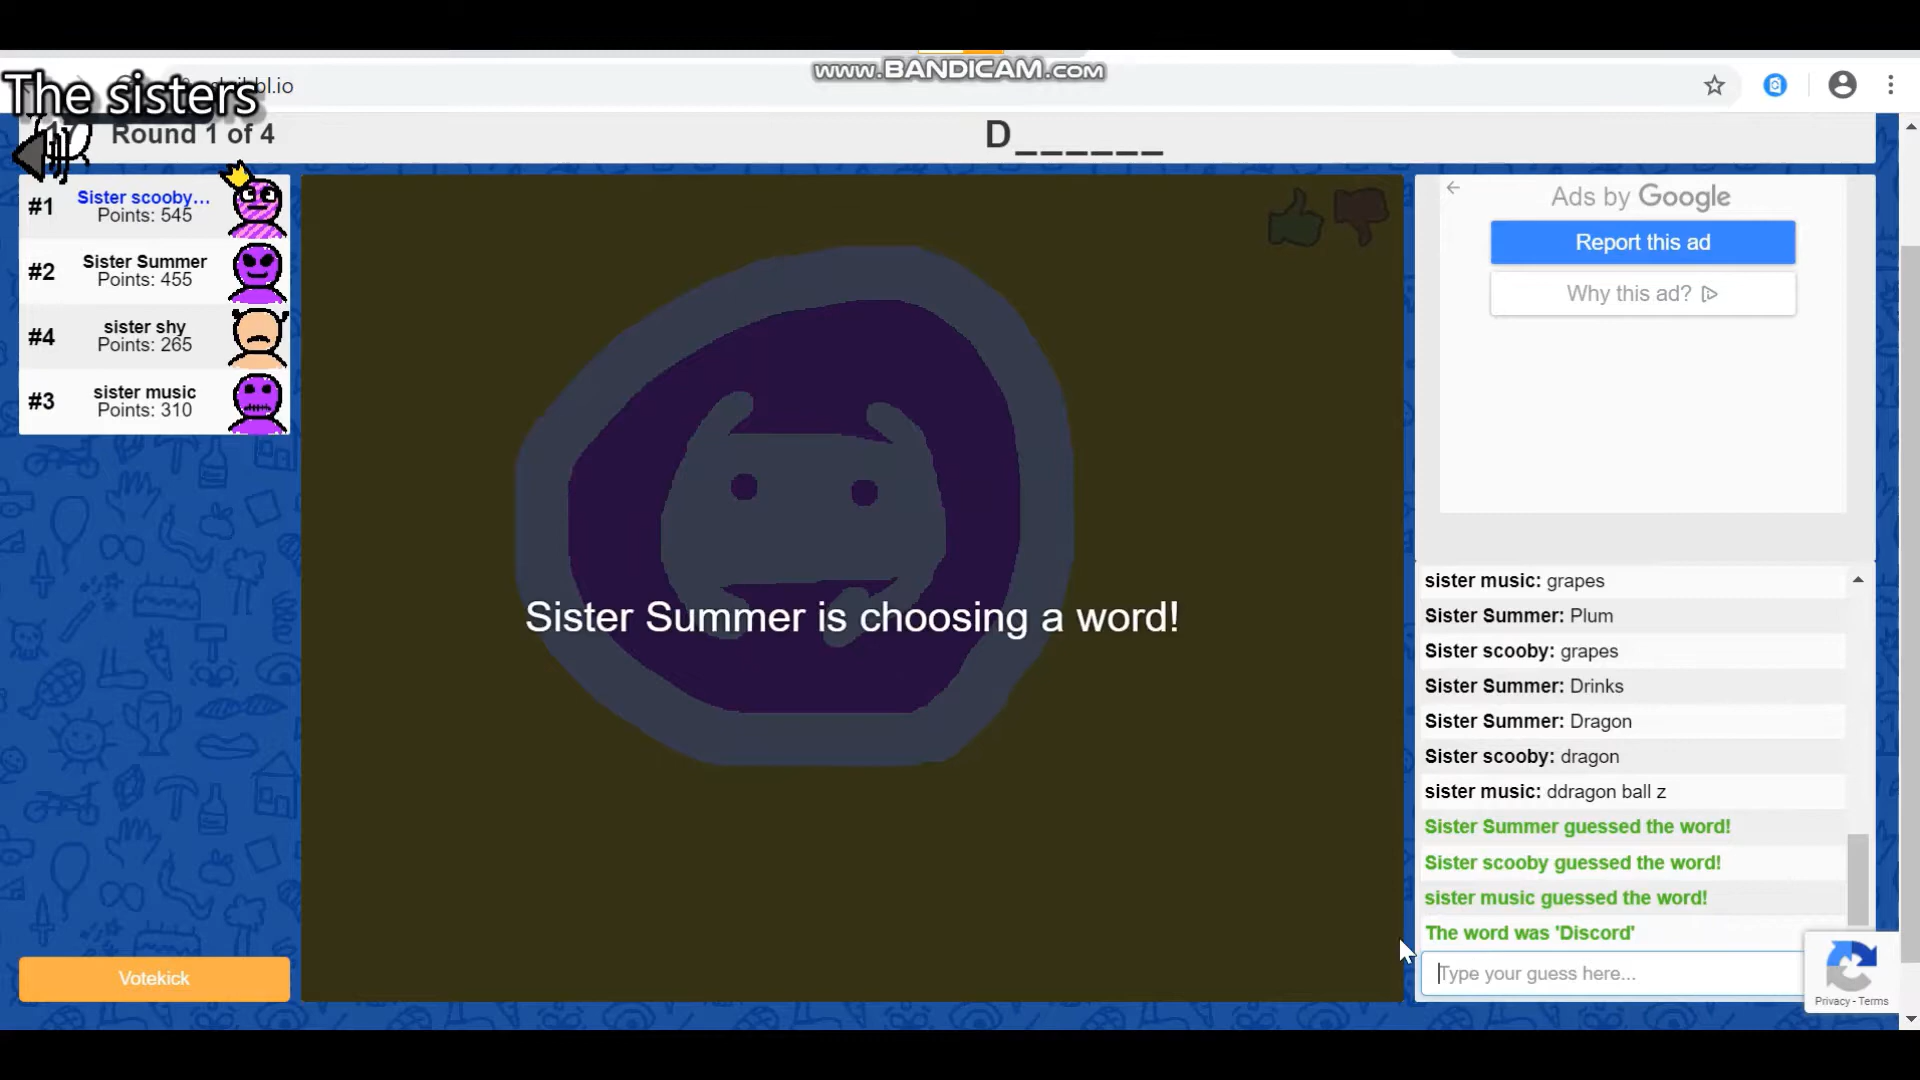 www.BANDICAM.com
The sisters
bbl.io
Round 1 of 4
D______
#1
Sister scooby...
Points: 545
#2
Sister Summer
Points: 455
#4
sister shy
Points: 265
#3
sister music
Points: 310
Votekick
Sister Summer is choosing a word!
Ads by Google
Report this ad
Why this ad?
sister music: grapes
Sister Summer: Plum
Sister scooby: grapes
Sister Summer: Drinks
Sister Summer: Dragon
Sister scooby: dragon
sister music: ddragon ball z
Sister Summer guessed the word!
Sister scooby guessed the word!
sister music guessed the word!
The word was 'Discord'
Type your guess here...
Privacy - Terms